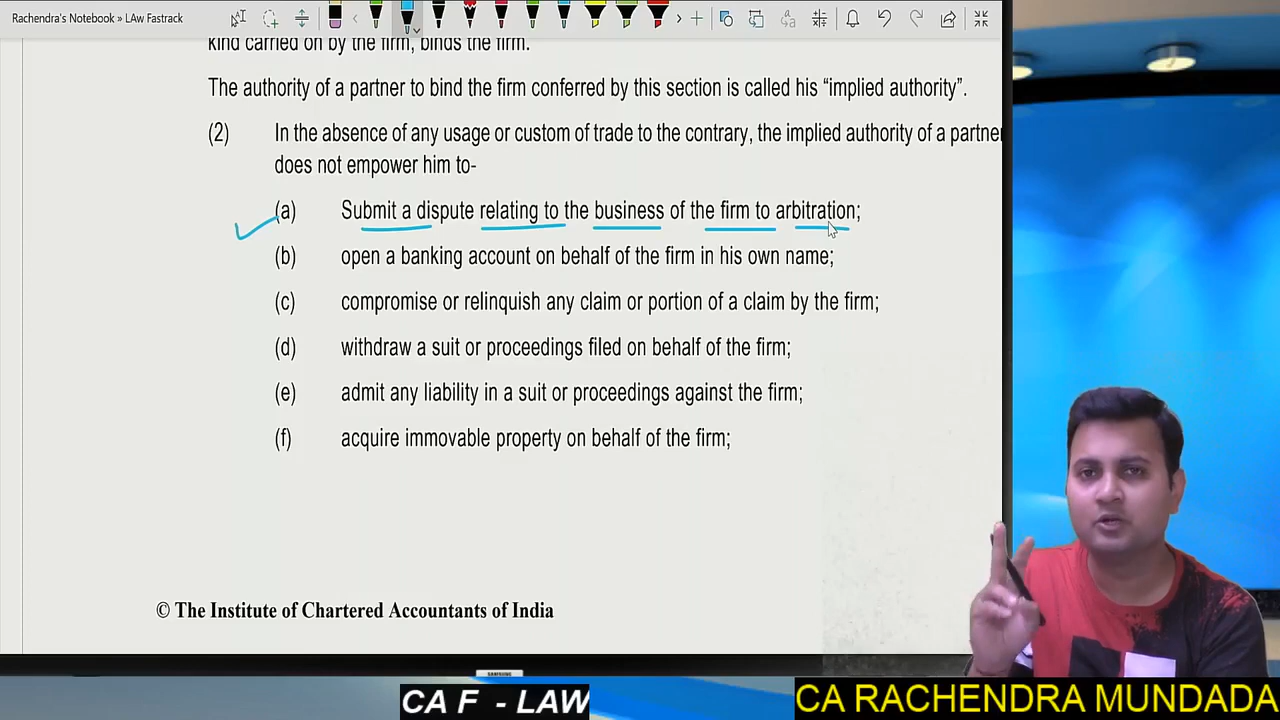 Rachendra's Notebook » LAw Fastrack
kind carried on by the firm, binds the firm.
The authority of a partner to bind the firm conferred by this section is called his “implied authority”.
(2) In the absence of any usage or custom of trade to the contrary, the implied authority of a partner
does not empower him to-
(a) Submit a dispute relating to the business of the firm to arbitration;
(b) open a banking account on behalf of the firm in his own name;
(c) compromise or relinquish any claim or portion of a claim by the firm;
(d) withdraw a suit or proceedings filed on behalf of the firm;
(e) admit any liability in a suit or proceedings against the firm;
(f) acquire immovable property on behalf of the firm;
© The Institute of Chartered Accountants of India
SAMSUNG
CA F - LAW
CA RACHENDRA MUNDADA